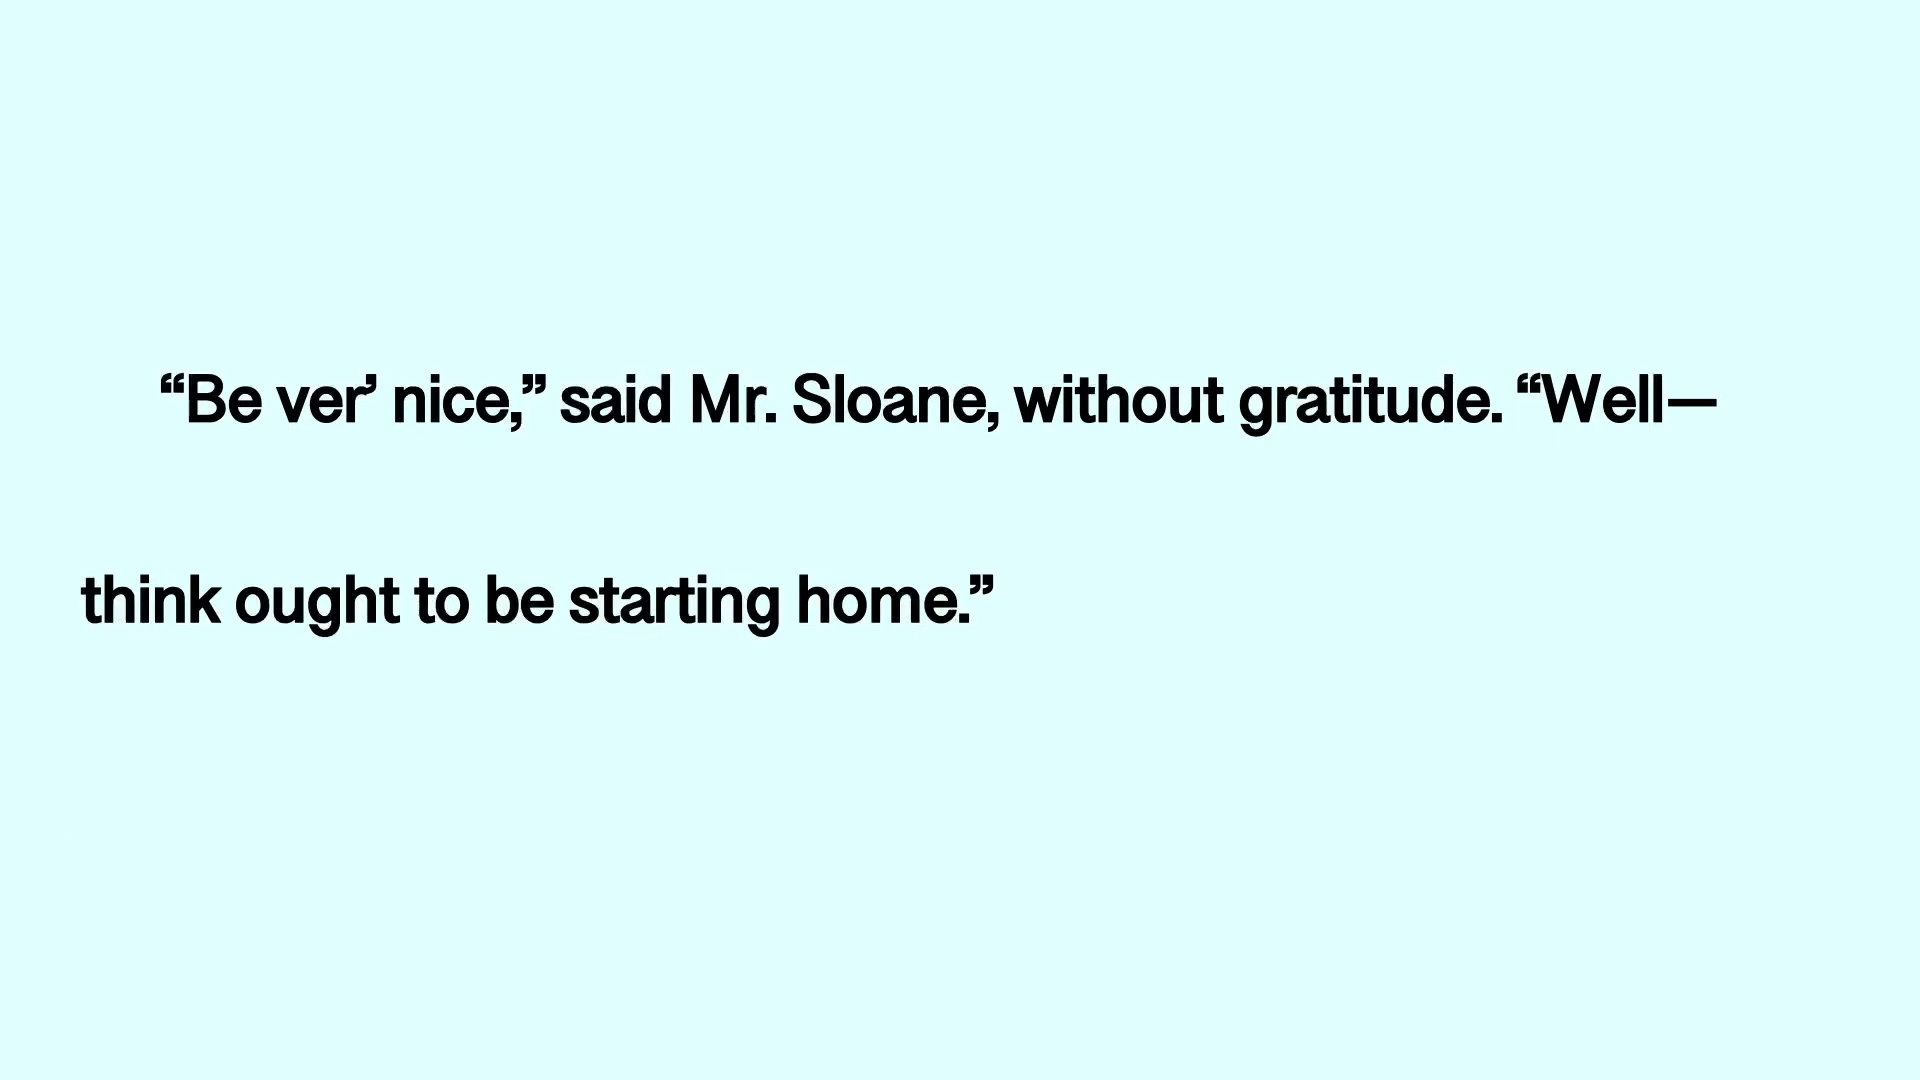 “Be ver’ nice,” said Mr. Sloane, without gratitude. “Well—
think ought to be starting home.”